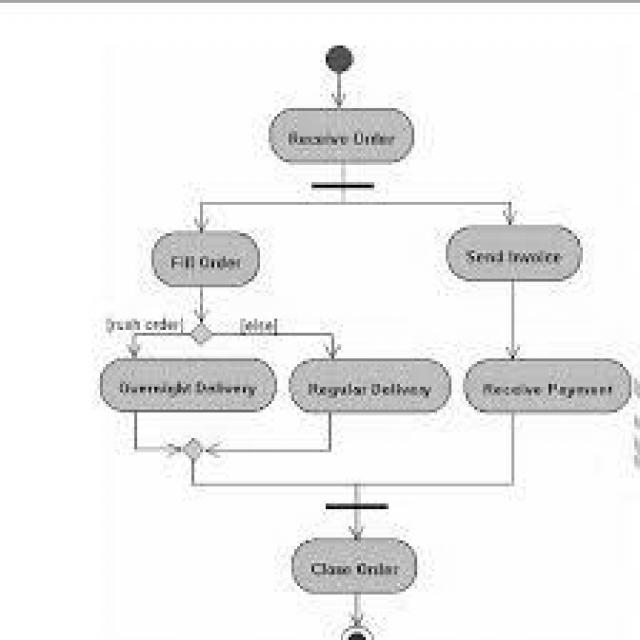 Receive Order
Fill Order
Send Invoice
[rush order]
[else]
Overnight Delivery
Regular Delivery
Receive Payment
Close Order